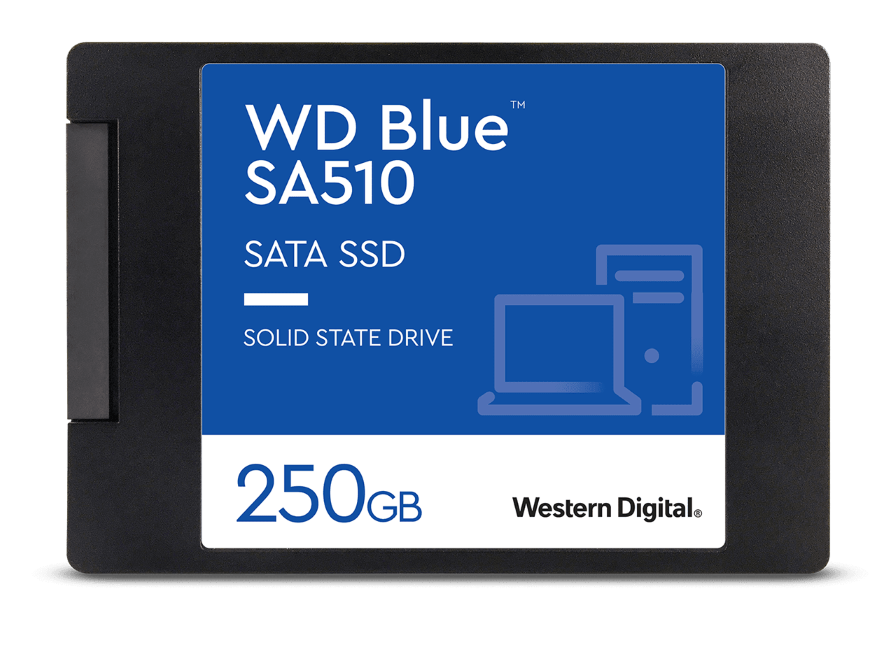 WD Blue™
SA510
SATA SSD
SOLID STATE DRIVE
250GB
Western Digital®